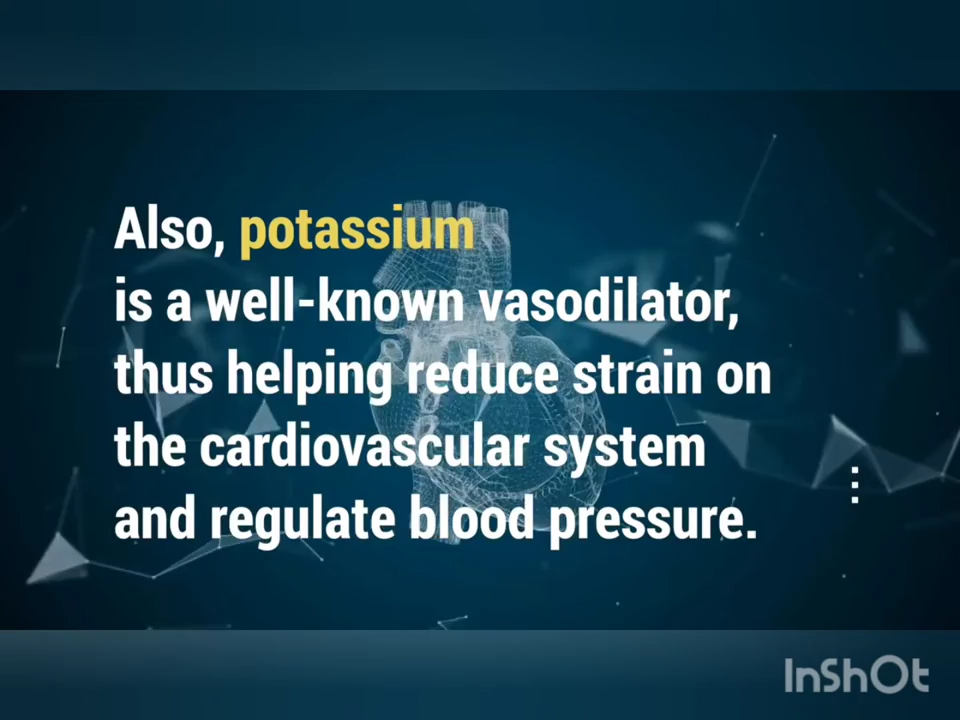 Also, potassium
is a well-known vasodilator,
thus helping reduce strain on
the cardiovascular system
and regulate blood pressure.
InShOt